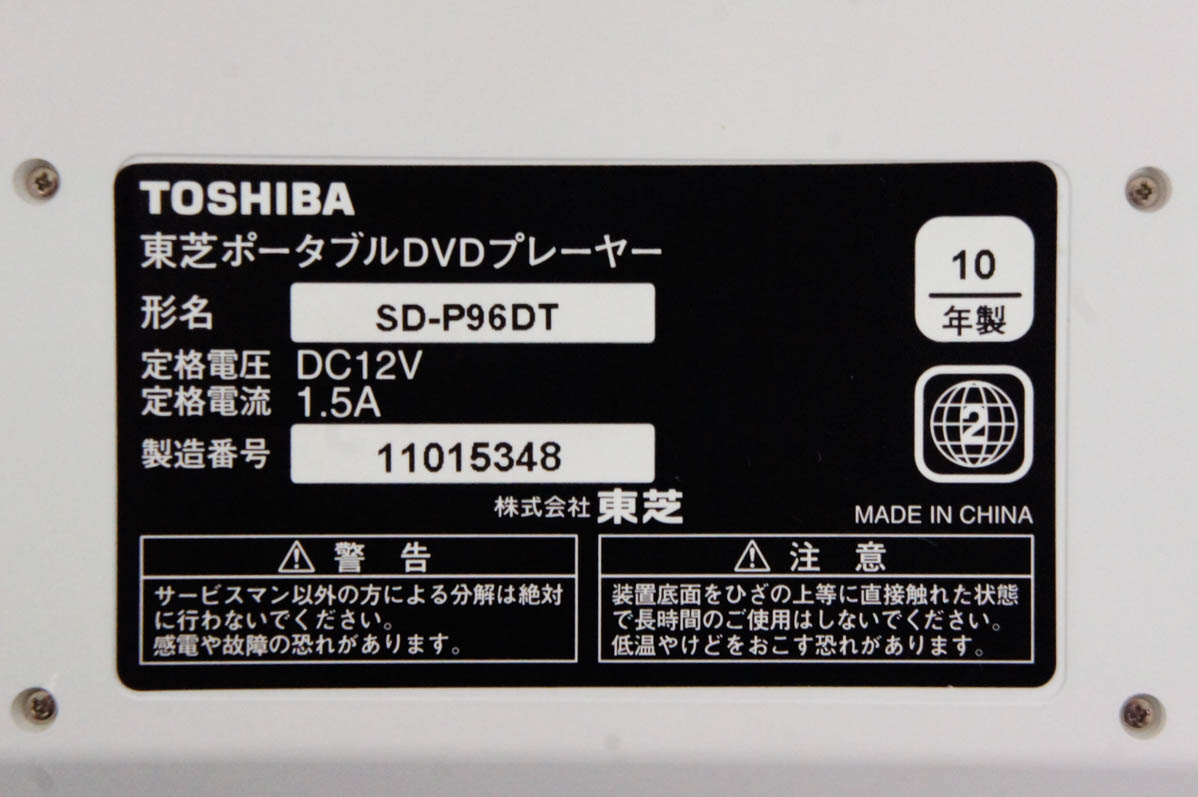 TOSHIBA
東芝ポータブルDVDプレーヤー
形名 SD-P96DT
定格電圧 DC12V
定格電流 1.5A
製造番号 11015348
10
年製
2
株式会社 東芝
MADE IN CHINA
警告
サービスマン以外の方による分解は絶対
に行わないでください。
感電や故障の恐れがあります。
注意
装置底面をひざの上等に直接触れた状態
で長時間のご使用はしないでください。
低温やけどをおこす恐れがあります。